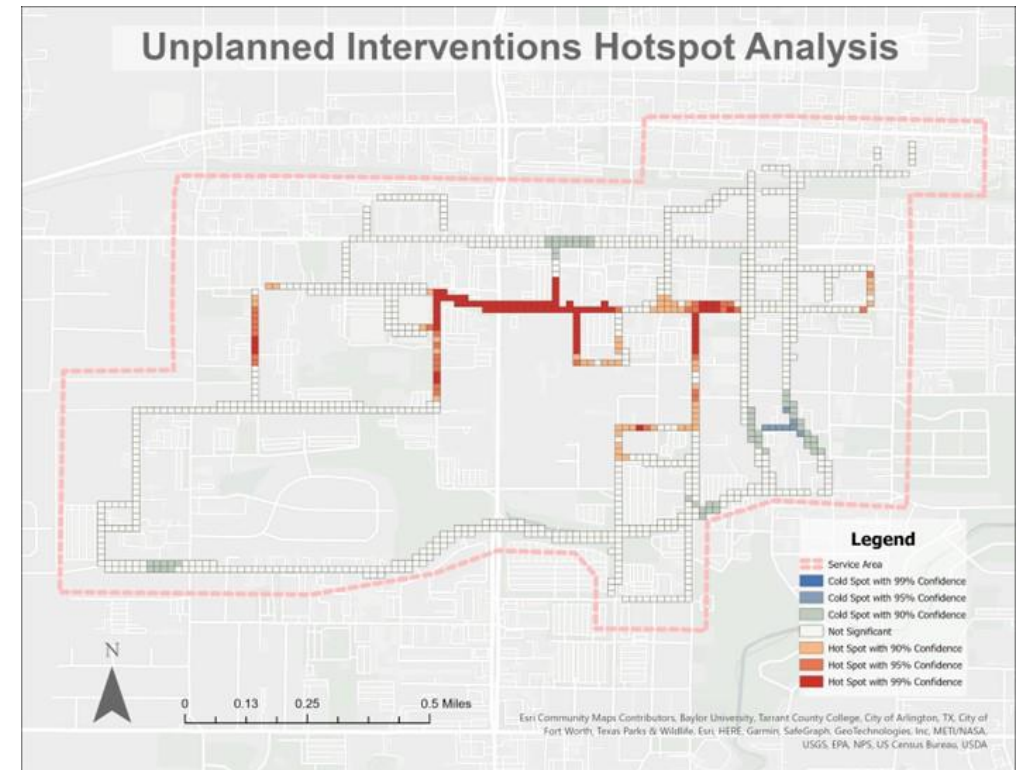 Unplanned Interventions Hotspot Analysis
Legend
Service Area
Cold Spot with 99% Confidence
Cold Spot with 95% Confidence
Cold Spot with 90% Confidence
Not Significant
Hot Spot with 90% Confidence
Hot Spot with 95% Confidence
Hot Spot with 99% Confidence
N
0 0.13 0.25 0.5 Miles
Esri Community Maps Contributors, Baylor University, Tarrant County College, City of Arlington, TX, City of
Fort Worth, Texas Parks & Wildlife, Esri, HERE, Garmin, SafeGraph, GeoTechnologies, Inc, METI/NASA,
USGS, EPA, NPS, US Census Bureau, USDA